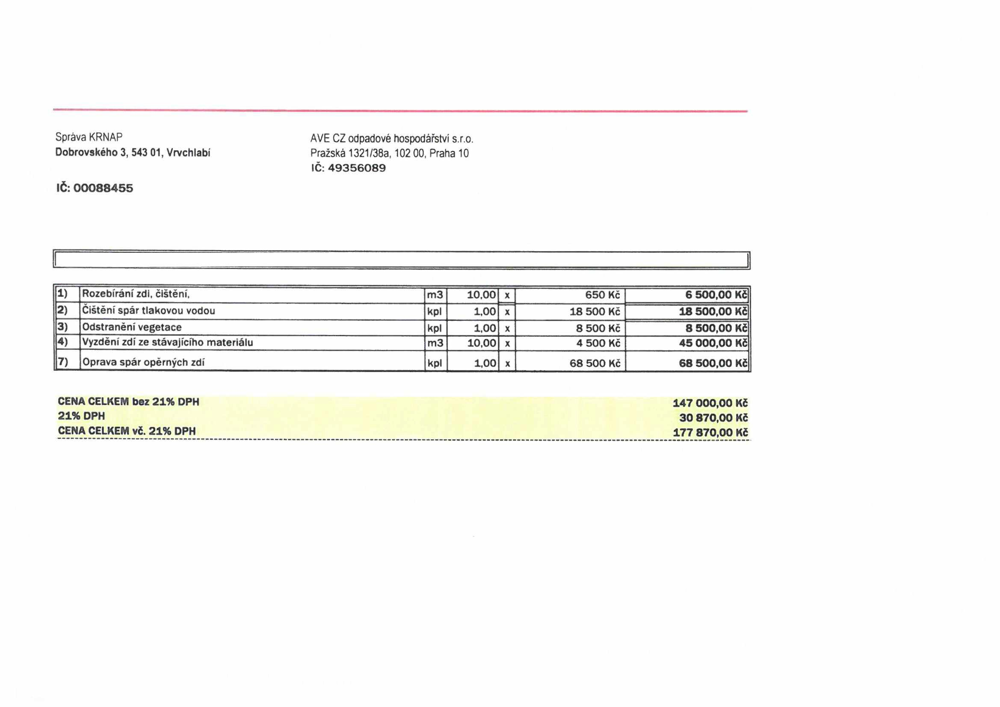 Správa KRNAP
Dobrovského 3, 543 01, Vrvchlabí
IČ: 00088455
AVE CZ odpadové hospodářství s.r.o.
Pražská 1321/38a, 102 00, Praha 10
IČ: 49356089
1) Rozebírání zdi, čištění, m3 10,00 x 650 Kč 6 500,00 Kč
2) Čištění spár tlakovou vodou kpl 1,00 x 18 500 Kč 18 500,00 Kč
3) Odstranění vegetace kpl 1,00 x 8 500 Kč 8 500,00 Kč
4) Vyzdění zdí ze stávajícího materiálu m3 10,00 x 4 500 Kč 45 000,00 Kč
7) Oprava spár opěrných zdí kpl 1,00 x 68 500 Kč 68 500,00 Kč
CENA CELKEM bez 21% DPH 147 000,00 Kč
21% DPH 30 870,00 Kč
CENA CELKEM vč. 21% DPH 177 870,00 Kč